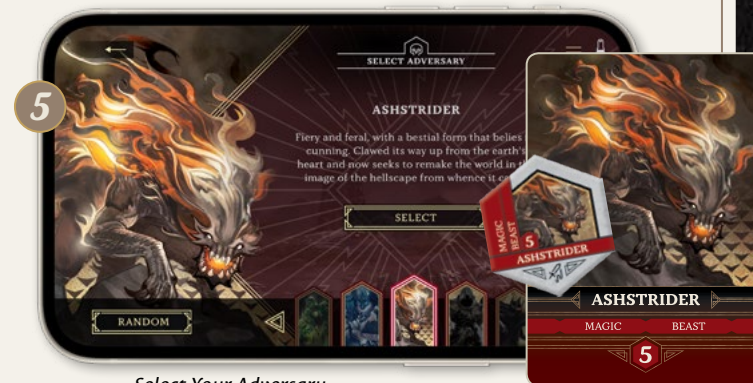 5
SELECT ADVERSARY
ASHSTRIDER
Fiery and feral, with a bestial form that belies
cunning. Clawed its way up from the earth's
heart and now seeks to remake the world in
image of the hellscape from whence it
SELECT
RANDOM
MAGIC
BEAST
5
ASHSTRIDER
ASHSTRIDER
MAGIC BEAST
5
Select Your Adversary